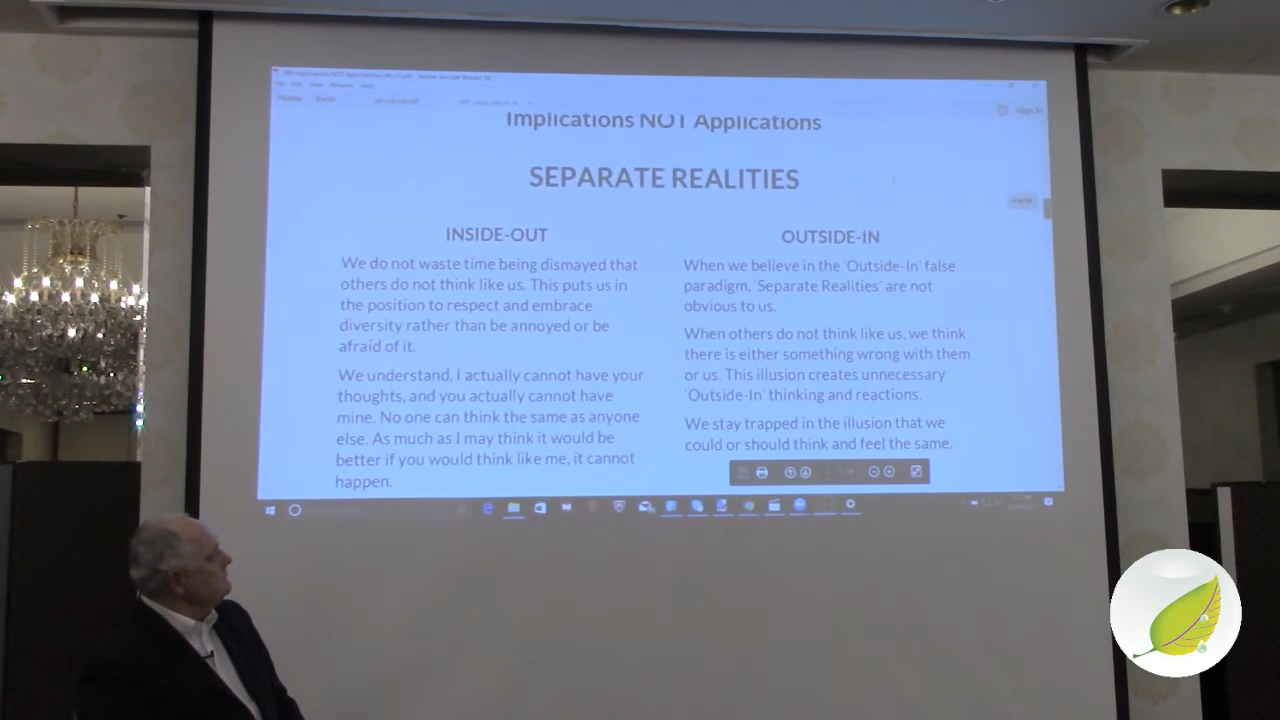 Home
Sign In
Implications NOT Applications
SEPARATE REALITIES
INSIDE-OUT
We do not waste time being dismayed that
others do not think like us. This puts us in
the position to respect and embrace
diversity rather than be annoyed or be
afraid of it.
We understand, I actually cannot have your
thoughts, and you actually cannot have
mine. No one can think the same as anyone
else. As much as I may think it would be
better if you would think like me, it cannot
happen.
OUTSIDE-IN
When we believe in the 'Outside-In' false
paradigm, 'Separate Realities' are not
obvious to us.
When others do not think like us, we think
there is either something wrong with them
or us. This illusion creates unnecessary
'Outside-In' thinking and reactions.
We stay trapped in the illusion that we
could or should think and feel the same.